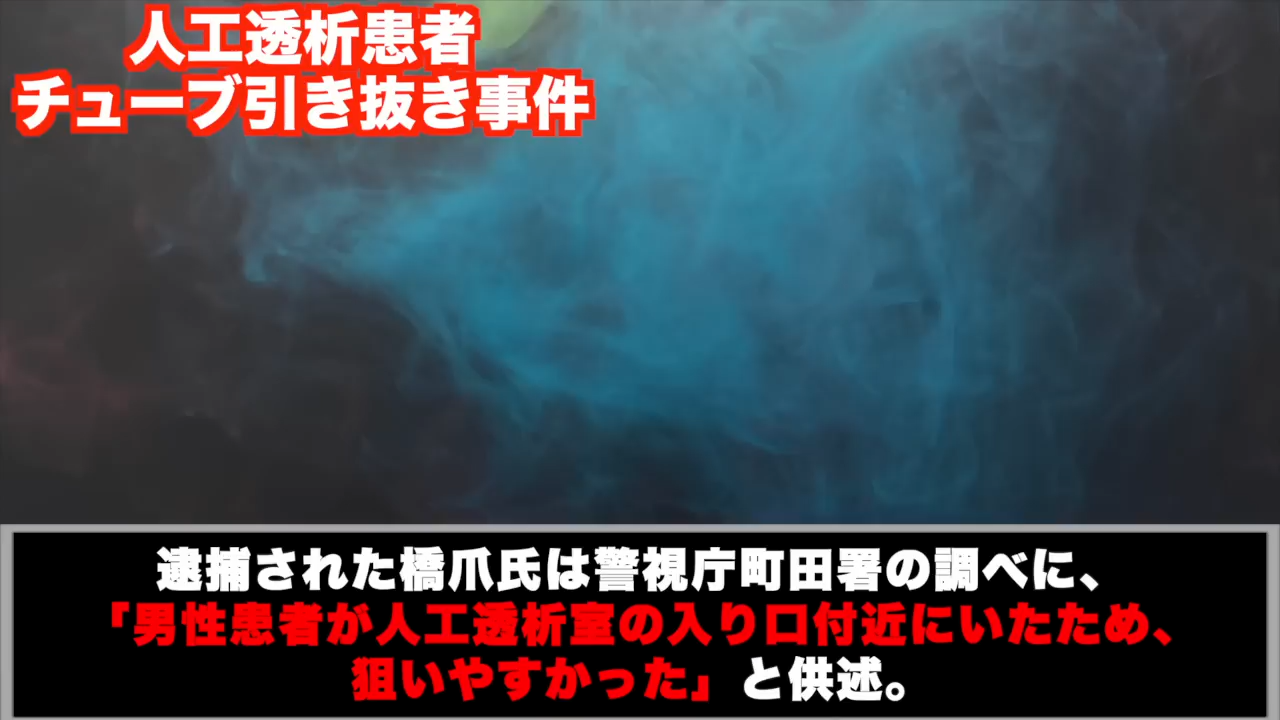 人工透析患者
チューブ引き抜き事件
逮捕された橋爪氏は警視庁町田署の調べに、
「男性患者が人工透析室の入り口付近にいたため、
狙いやすかった」と供述。